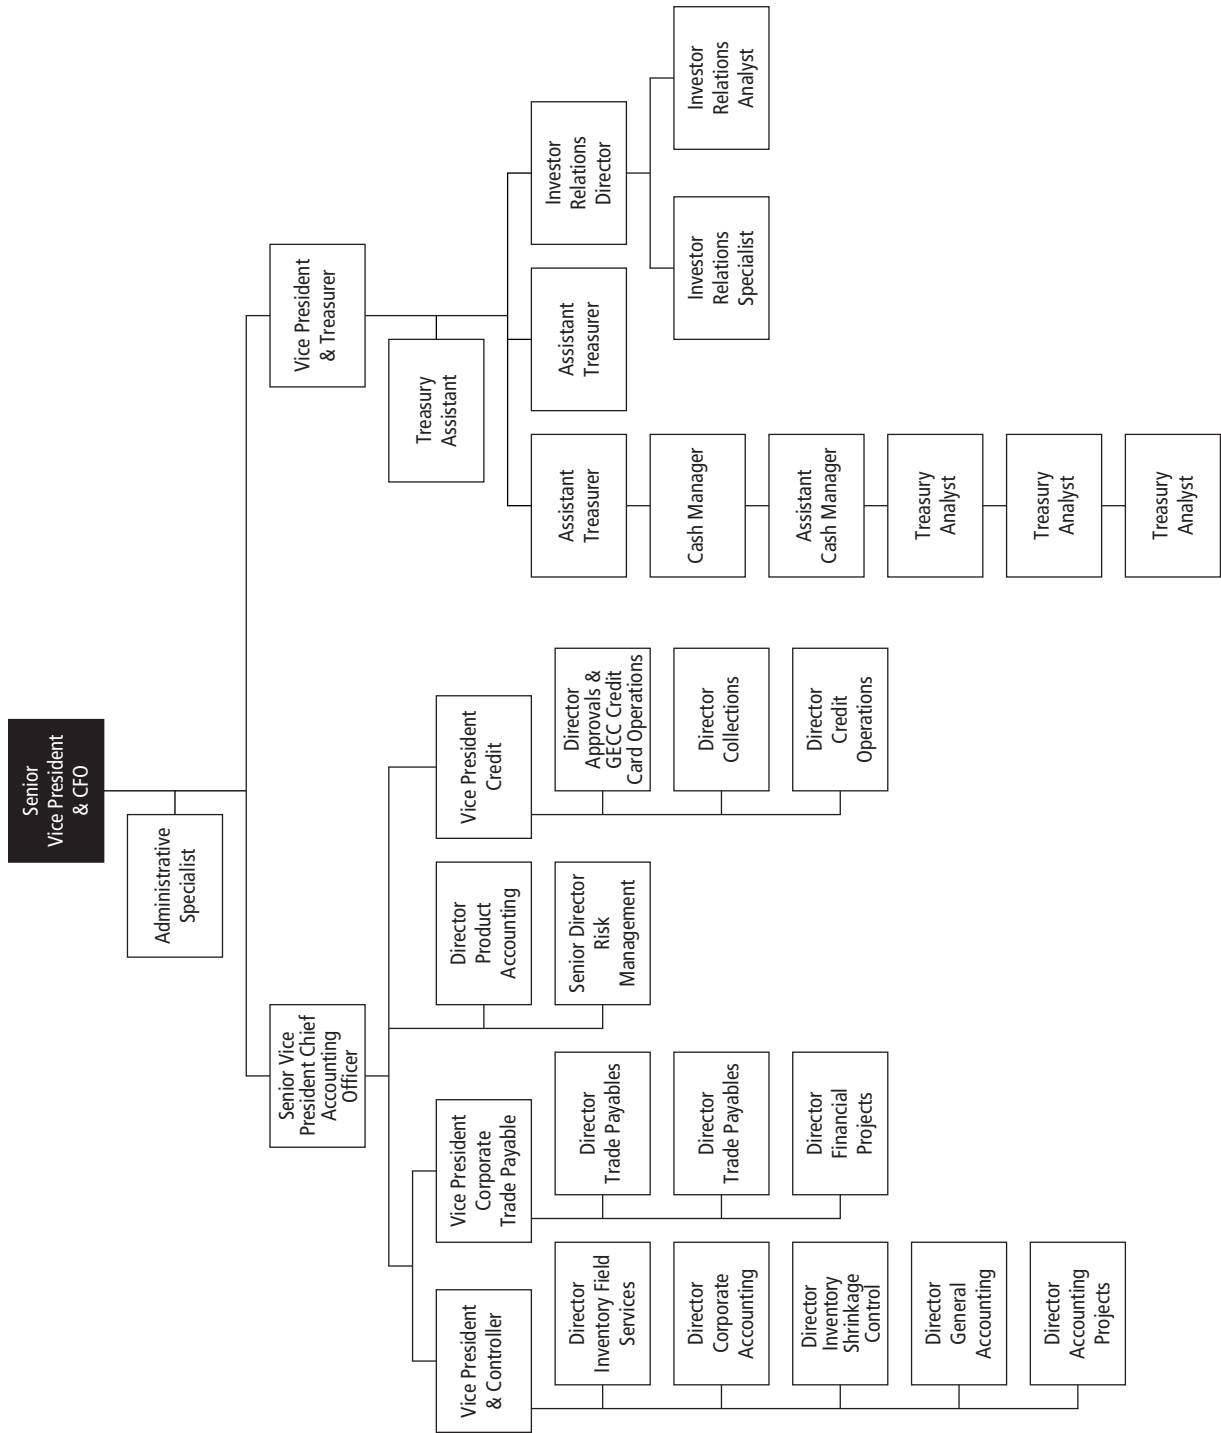 Senior
Vice President
& CFO
Administrative
Specialist
Senior Vice
President Chief
Accounting
Officer
Vice President
& Treasurer
Treasury
Assistant
Vice President
& Controller
Vice President
Corporate
Trade Payable
Director
Product
Accounting
Vice President
Credit
Assistant
Treasurer
Assistant
Treasurer
Investor
Relations
Director
Director
Inventory Field
Services
Director
Trade Payables
Senior Director
Risk
Management
Director
Approvals &
GECC Credit
Card Operations
Cash Manager
Investor
Relations
Specialist
Investor
Relations
Analyst
Director
Corporate
Accounting
Director
Trade Payables
Director
Collections
Assistant
Cash Manager
Director
Inventory
Shrinkage
Control
Director
Financial
Projects
Director
Credit
Operations
Treasury
Analyst
Director
General
Accounting
Treasury
Analyst
Director
Accounting
Projects
Treasury
Analyst